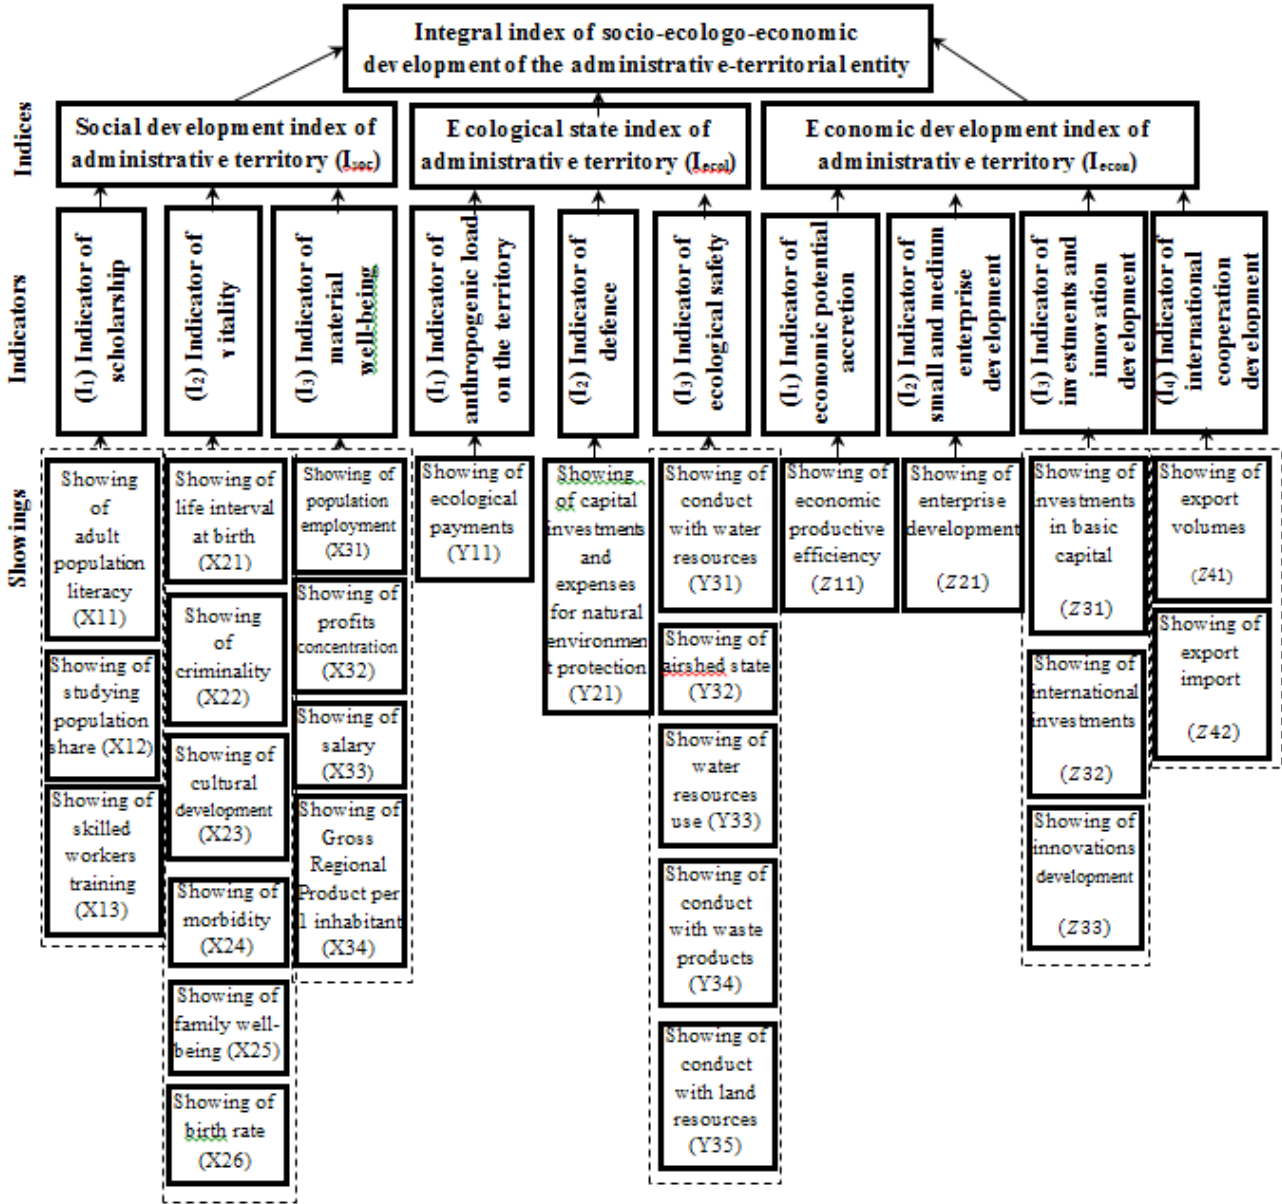 Integral index of socio-ecologo-economic
development of the administrative-territorial entity
Indices
Social development index of
administrative territory (Isoc)
Ecological state index of
administrative territory (Iecol)
Economic development index of
administrative territory (Iecon)
Indicators
(I1) Indicator of
scholarship
(I2) Indicator of
vitality
(I3) Indicator of
material
well-being
(I1) Indicator of
anthropogenic load
on the territory
(I2) Indicator of
defence
(I3) Indicator of
ecological safety
(I1) Indicator of
economic potential
accretion
(I2) Indicator of
small and medium
enterprise
development
(I3) Indicator of
investments and
innovation
development
(I4) Indicator of
international
cooperation
development
Showings
Showing
of
adult
population
literacy
(X11)
Showing of
studying
population
share (X12)
Showing of
skilled
workers
training
(X13)
Showing of
life interval
at birth
(X21)
Showing
of
criminality
(X22)
Showing of
cultural
development
(X23)
Showing of
morbidity
(X24)
Showing of
family well-
being (X25)
Showing of
birth rate
(X26)
Showing of
population
employment
(X31)
Showing of
profits
concentration
(X32)
Showing of
salary
(X33)
Showing of
Gross
Regional
Product per
1 inhabitant
(X34)
Showing of
ecological
payments
(Y11)
Showing
of capital
investments
and
expenses
for natural
environmen
t protection
(Y21)
Showing of
conduct
with water
resources
(Y31)
Showing of
airshed state
(Y32)
Showing of
water
resources
use (Y33)
Showing of
conduct
with waste
products
(Y34)
Showing of
conduct
with land
resources
(Y35)
Showing of
economic
productive
efficiency
(Z11)
Showing of
enterprise
development
(Z21)
Showing of
investments
in basic
capital
(Z31)
Showing of
international
investments
(Z32)
Showing of
innovations
development
(Z33)
Showing of
export
volumes
(Z41)
Showing of
export
import
(Z42)